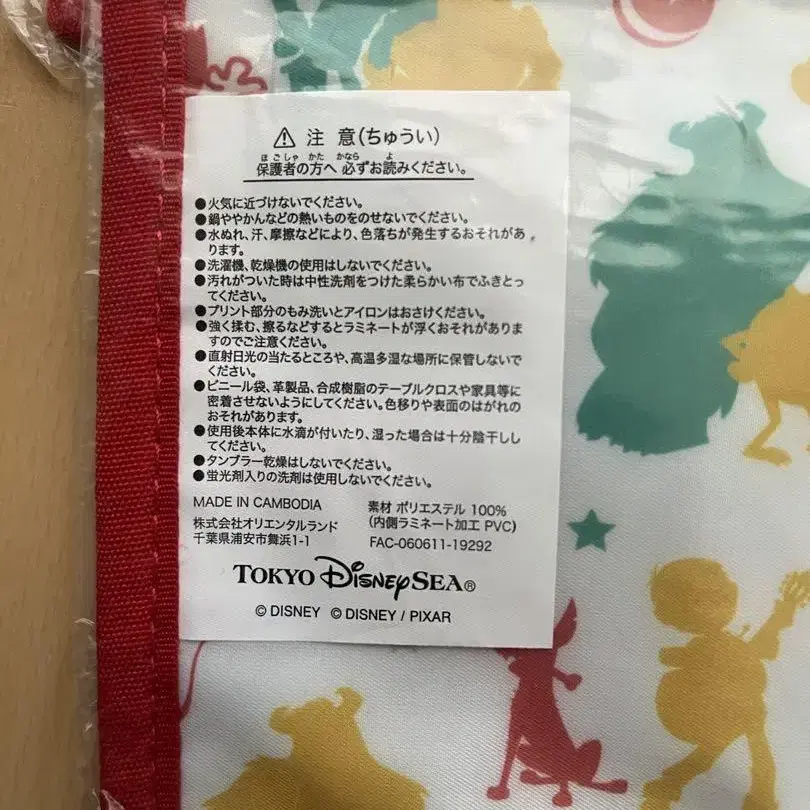 ⚠ 注意(ちゅうい)
ほごしゃ かた かなら よ
保護者の方へ 必ずお読みください。
●火気に近づけないでください。
●鍋ややかんなどの熱いものをのせないでください。
●水ぬれ、汗、摩擦などにより、色落ちが発生するおそれがあ
ります。
●洗濯機、乾燥機の使用はしないでください。
●汚れがついた時は中性洗剤をつけた柔らかい布でふきとっ
てください。
●プリント部分のもみ洗いとアイロンはおさけください。
●強く揉む、擦るなどするとラミネートが浮くおそれがありま
すのでご注意ください。
●直射日光の当たるところや、高温多湿な場所に保管しないで
ください。
●ビニール袋、革製品、合成樹脂のテーブルクロスや家具等に
密着させないようにしてください。色移りや表面のはがれの
おそれがあります。
●使用後本体に水滴が付いたり、湿った場合は十分陰干しし
てください。
●タンブラー乾燥はしないでください。
●蛍光剤入りの洗剤は使用しないでください。
MADE IN CAMBODIA
素材 ポリエステル 100%
(内側ラミネート加工 PVC)
株式会社オリエンタルランド
千葉県浦安市舞浜1-1
FAC-060611-19292
TOKYO DISNEYSEA®
© DISNEY © DISNEY / PIXAR